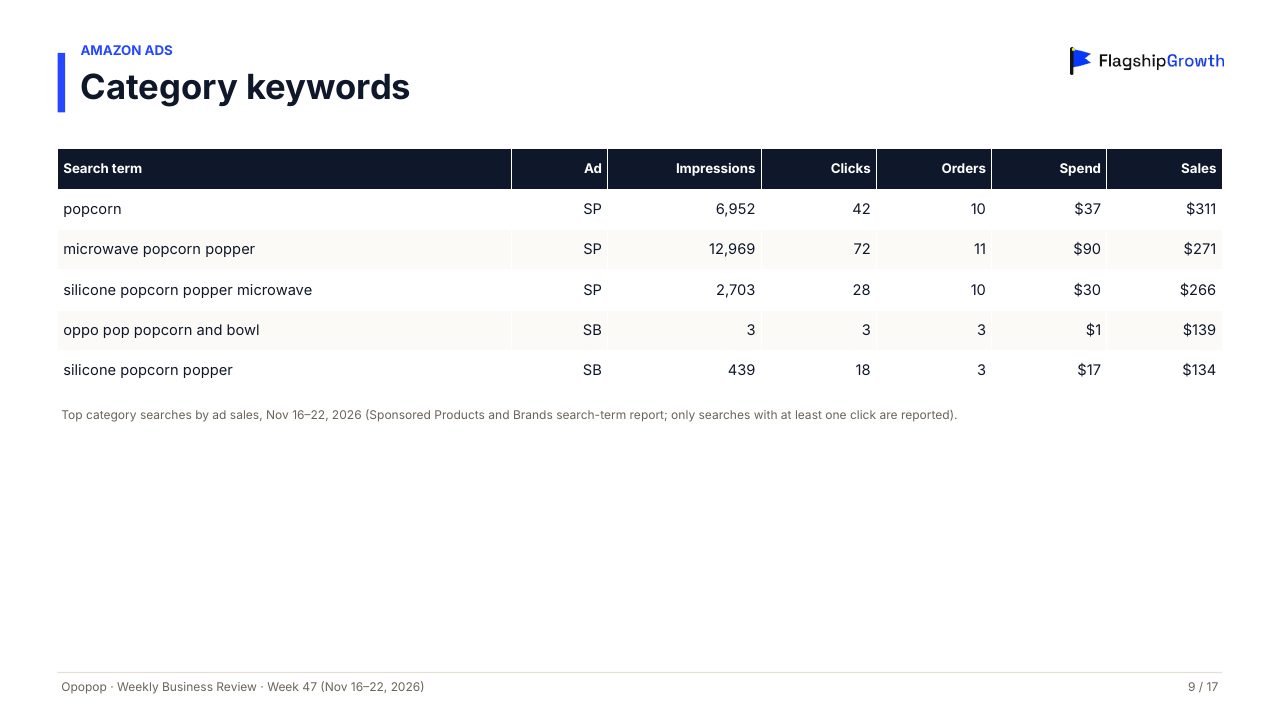 AMAZON ADS
Category keywords
FlagshipGrowth
Search term Ad Impressions Clicks Orders Spend Sales
popcorn SP 6,952 42 10 $37 $311
microwave popcorn popper SP 12,969 72 11 $90 $271
silicone popcorn popper microwave SP 2,703 28 10 $30 $266
oppo pop popcorn and bowl SB 3 3 3 $1 $139
silicone popcorn popper SB 439 18 3 $17 $134
Top category searches by ad sales, Nov 16–22, 2026 (Sponsored Products and Brands search-term report; only searches with at least one click are reported).
Opopop · Weekly Business Review · Week 47 (Nov 16–22, 2026)
9 / 17